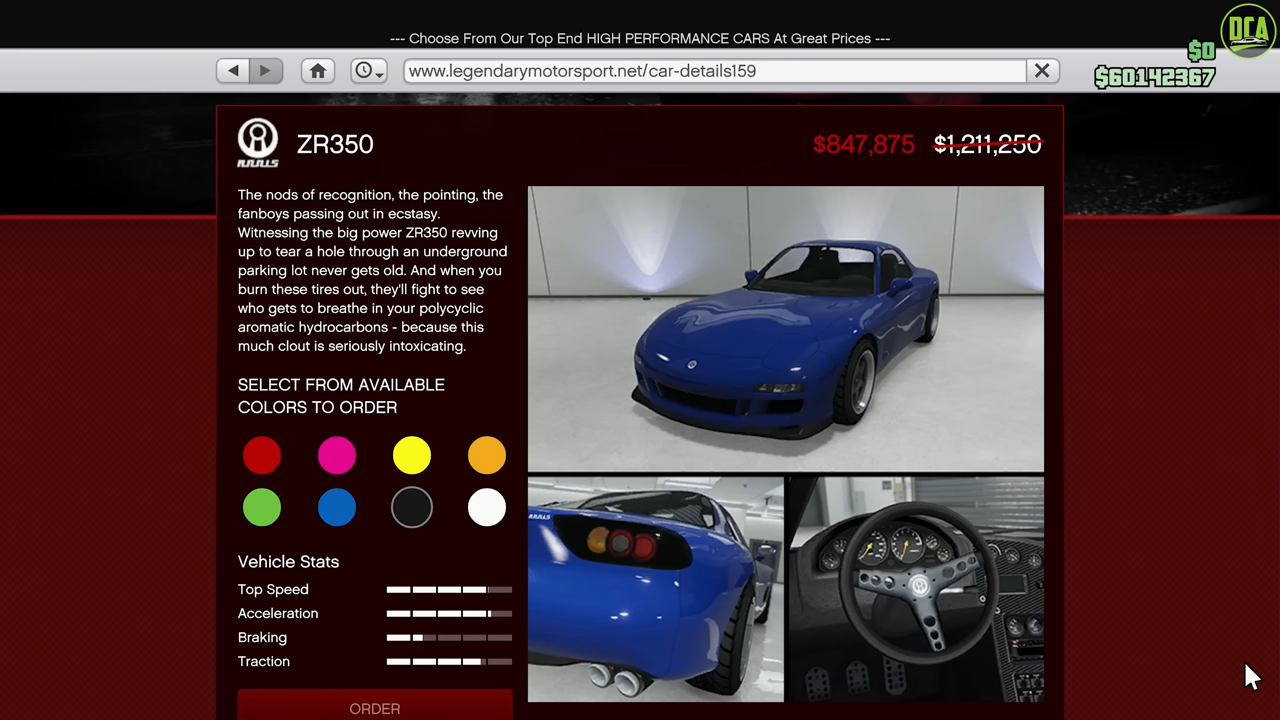 --- Choose From Our Top End HIGH PERFORMANCE CARS At Great Prices ---
DCA
$0
www.legendarymotorsport.net/car-details159
$60142367
ZR350
$847,875 $1,211,250
ANNIS
The nods of recognition, the pointing, the
fanboys passing out in ecstasy.
Witnessing the big power ZR350 revving
up to tear a hole through an underground
parking lot never gets old. And when you
burn these tires out, they'll fight to see
who gets to breathe in your polycyclic
aromatic hydrocarbons - because this
much clout is seriously intoxicating.
SELECT FROM AVAILABLE
COLORS TO ORDER
Vehicle Stats
Top Speed
Acceleration
Braking
Traction
ORDER
ANNIS